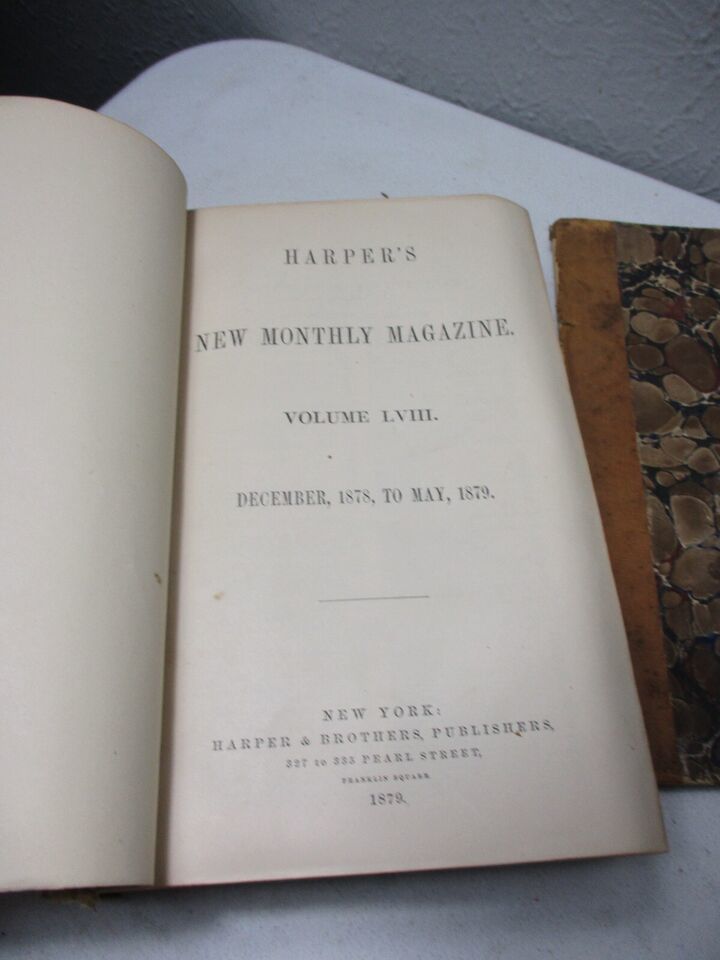 HARPER'S
NEW MONTHLY MAGAZINE.
VOLUME LVIII.
DECEMBER, 1878, TO MAY, 1879.
NEW YORK:
HARPER & BROTHERS, PUBLISHERS,
327 to 335 PEARL STREET,
FRANKLIN SQUARE.
1879.